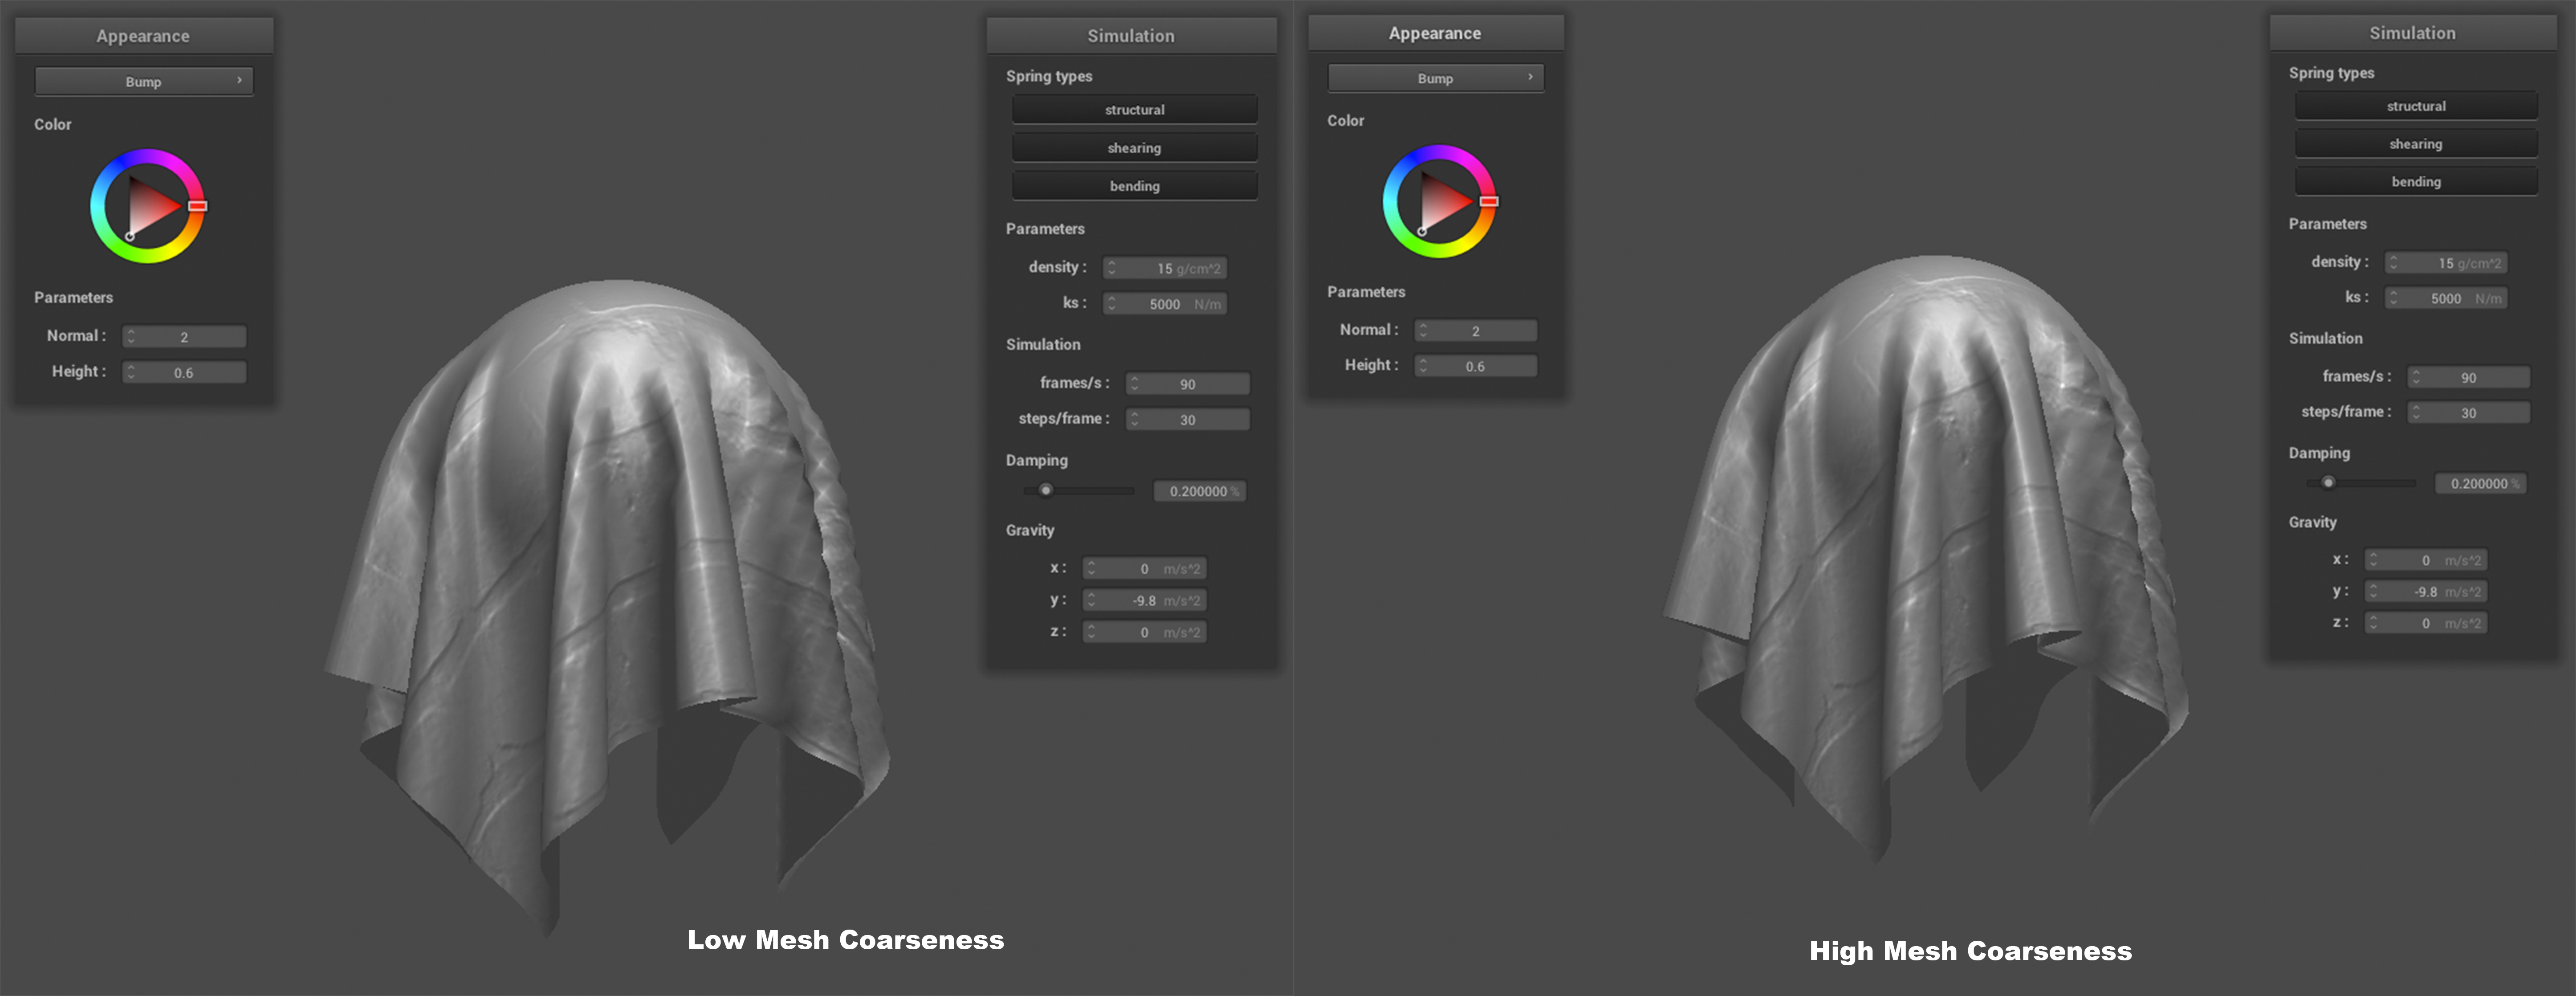 Appearance
Bump
Color
Parameters
Normal : 2
Height : 0.6
Simulation
Spring types
structural
shearing
bending
Parameters
density : 15 g/cm^2
ks : 5000 N/m
Simulation
frames/s : 90
steps/frame : 30
Damping
0.200000 %
Gravity
x : 0 m/s^2
y : -9.8 m/s^2
z : 0 m/s^2
Low Mesh Coarseness
Appearance
Bump
Color
Parameters
Normal : 2
Height : 0.6
Simulation
Spring types
structural
shearing
bending
Parameters
density : 15 g/cm^2
ks : 5000 N/m
Simulation
frames/s : 90
steps/frame : 30
Damping
0.200000 %
Gravity
x : 0 m/s^2
y : -9.8 m/s^2
z : 0 m/s^2
High Mesh Coarseness